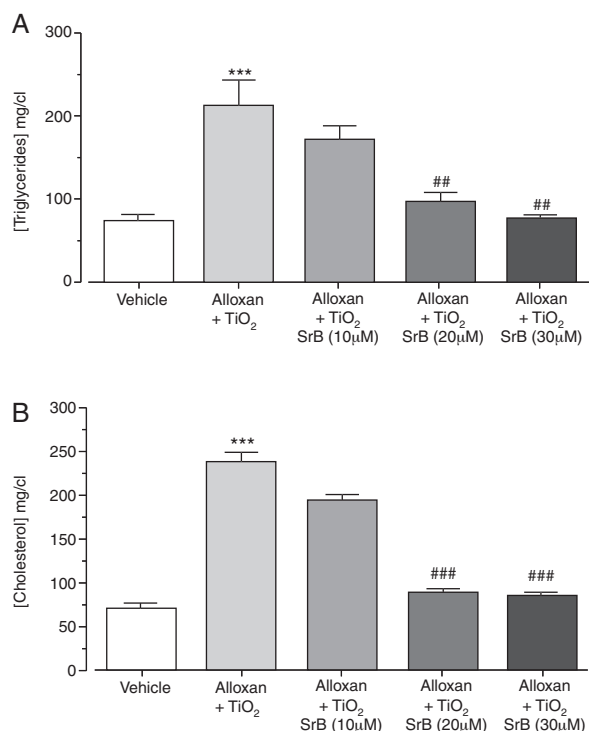 A
[Triglycerides] mg/cl
300
200
100
0
***
##
##
Vehicle
Alloxan
+ TiO2
Alloxan
+ TiO2
SrB (10µM)
Alloxan
+ TiO2
SrB (20µM)
Alloxan
+ TiO2
SrB (30µM)
B
[Cholesterol] mg/cl
300
250
200
150
100
75
50
25
0
***
###
###
Vehicle
Alloxan
+ TiO2
Alloxan
+ TiO2
SrB (10µM)
Alloxan
+ TiO2
SrB (20µM)
Alloxan
+ TiO2
SrB (30µM)